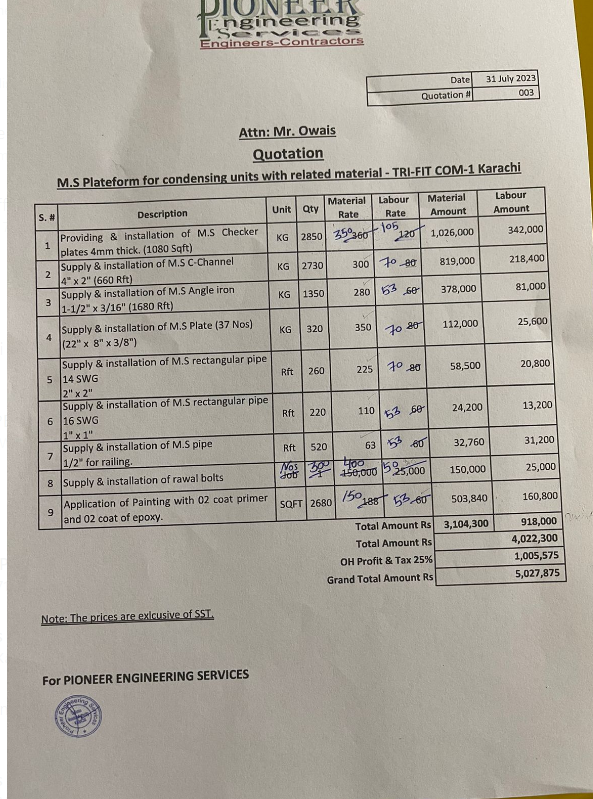 PIONEER
Engineering
Services
Engineers-Contractors
Date 31 July 2023
Quotation # 003
Attn: Mr. Owais
Quotation
M.S Plateform for condensing units with related material - TRI-FIT COM-1 Karachi
S. # Description Unit Qty Material Rate Labour Rate Material Amount Labour Amount
1 Providing & installation of M.S Checker plates 4mm thick. (1080 Sqft) KG 2850 350 360 105 120 1,026,000 342,000
2 Supply & installation of M.S C-Channel 4" x 2" (660 Rft) KG 2730 300 70 80 819,000 218,400
3 Supply & installation of M.S Angle iron 1-1/2" x 3/16" (1680 Rft) KG 1350 280 53 60 378,000 81,000
4 Supply & installation of M.S Plate (37 Nos) (22" x 8" x 3/8") KG 320 350 70 80 112,000 25,600
5 Supply & installation of M.S rectangular pipe 14 SWG 2" x 2" Rft 260 225 70 80 58,500 20,800
6 Supply & installation of M.S rectangular pipe 16 SWG 1" x 1" Rft 220 110 53 60 24,200 13,200
7 Supply & installation of M.S pipe 1/2" for railing. Rft 520 63 53 60 32,760 31,200
8 Supply & installation of rawal bolts Nos Job 300 1 400 150,000 50 25,000 150,000 25,000
9 Application of Painting with 02 coat primer and 02 coat of epoxy. SQFT 2680 150 188 53 60 503,840 160,800
Total Amount Rs 3,104,300 918,000
Total Amount Rs 4,022,300
OH Profit & Tax 25% 1,005,575
Grand Total Amount Rs 5,027,875
Note: The prices are exlcusive of SST.
For PIONEER ENGINEERING SERVICES
Pioneer Engineering Services